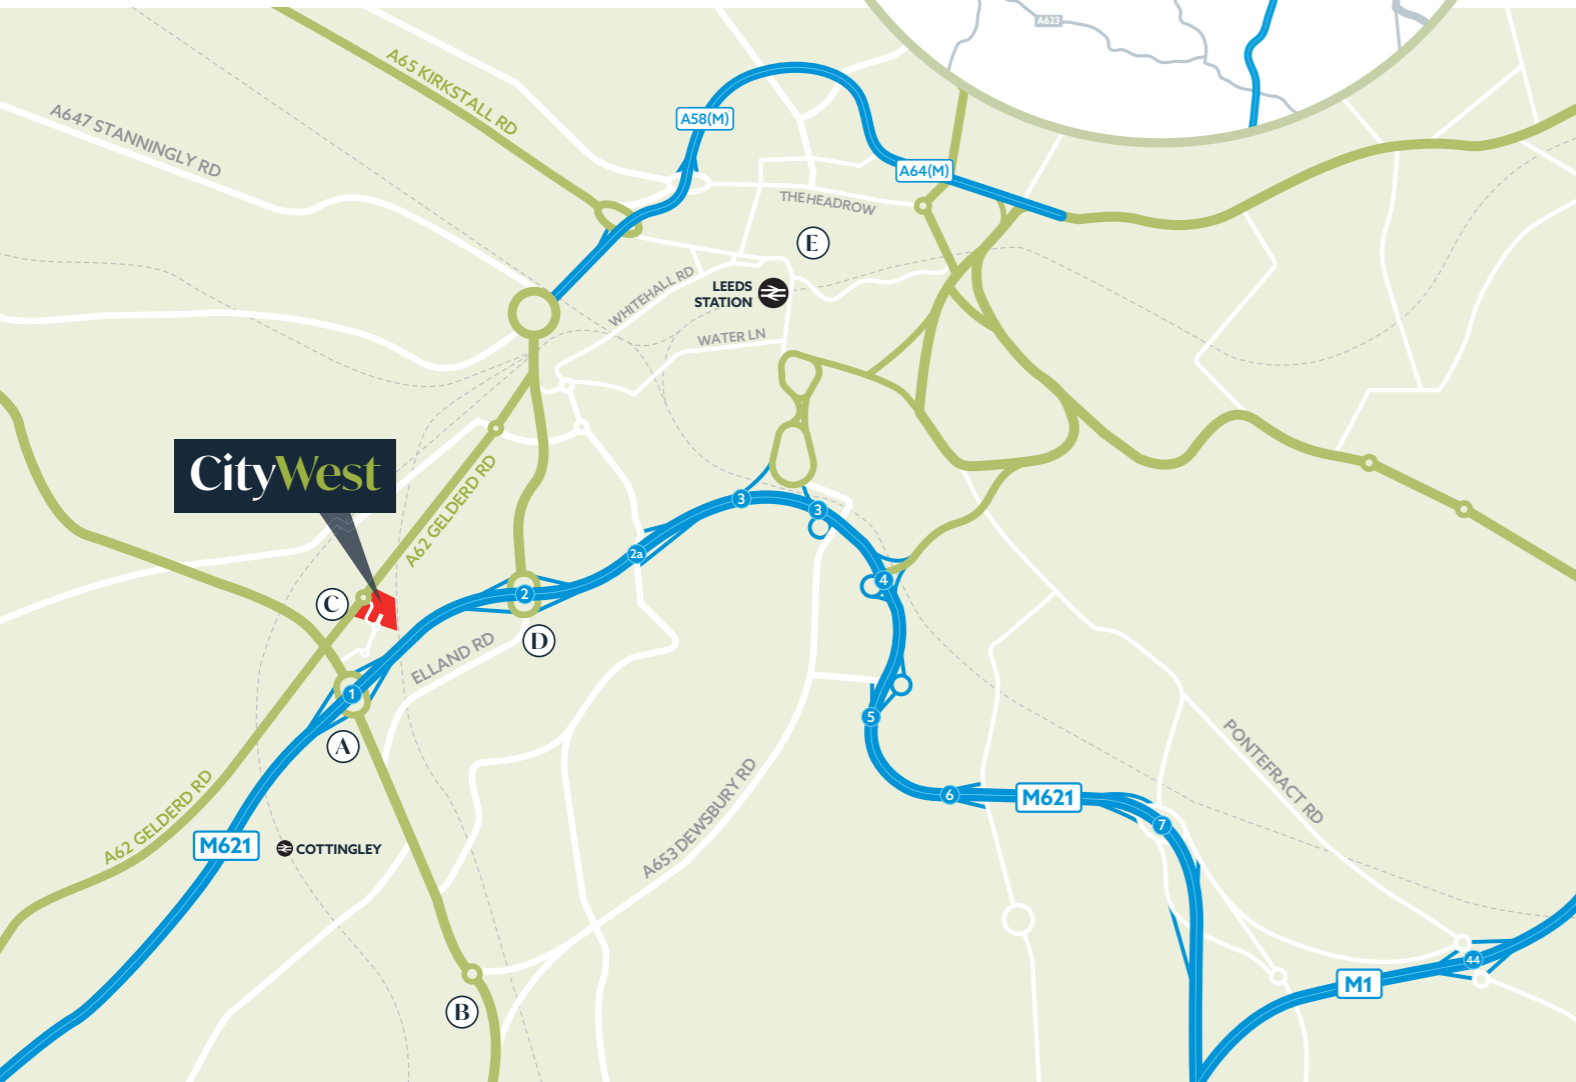 A623
A65 KIRKSTALL RD
A58(M)
A647 STANNINGLY RD
A64(M)
THE HEADROW
E
WHITEHALL RD
LEEDS
STATION
WATER LN
CityWest
A62 GELDERD RD
3
3
2a
4
2
C
D
ELLAND RD
1
5
A
PONTEFRACT RD
A62 GELDERD RD
A653 DEWSBURY RD
6
M621
7
M621
COTTINGLEY
44
M1
B